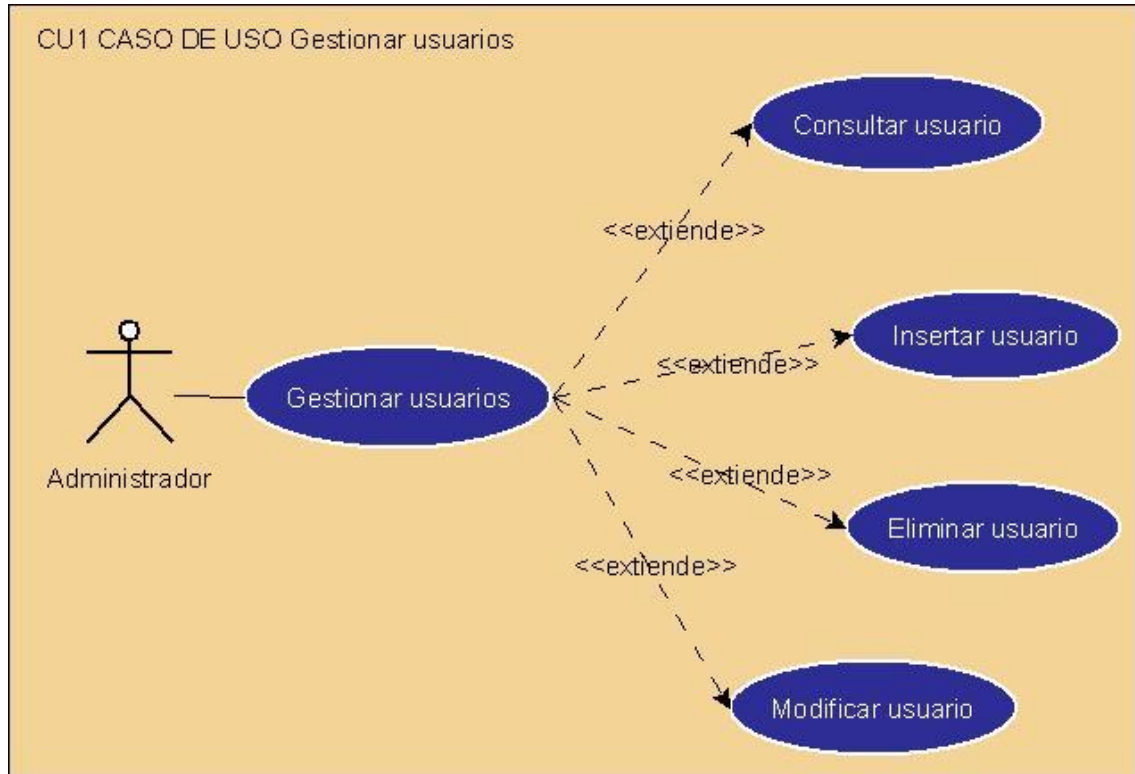 CU1 CASO DE USO Gestionar usuarios
Consultar usuario
<<extiende>>
Insertar usuario
<<extiende>>
Gestionar usuarios
Administrador
<<extiende>>
Eliminar usuario
<<extiende>>
Modificar usuario